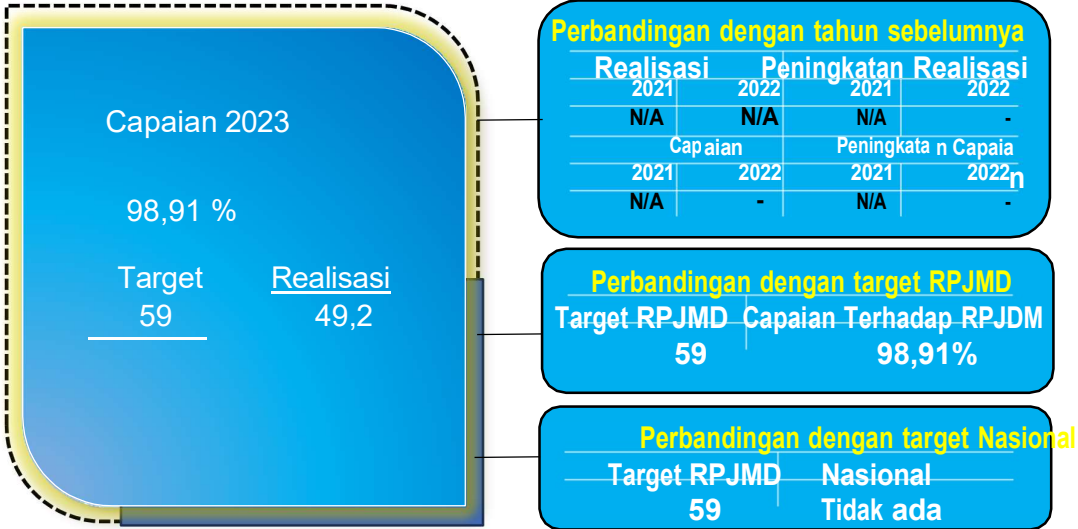 Capaian 2023
98,91 %
Target Realisasi
59 49,2
Perbandingan dengan tahun sebelumnya
Realisasi Peningkatan Realisasi
2021 2022 2021 2022
N/A N/A N/A -
Capaian Peningkata n Capaia
n
2021 2022 2021 2022
N/A - N/A -
Perbandingan dengan target RPJMD
Target RPJMD Capaian Terhadap RPJDM
59 98,91%
Perbandingan dengan target Nasional
Target RPJMD Nasional
59 Tidak ada